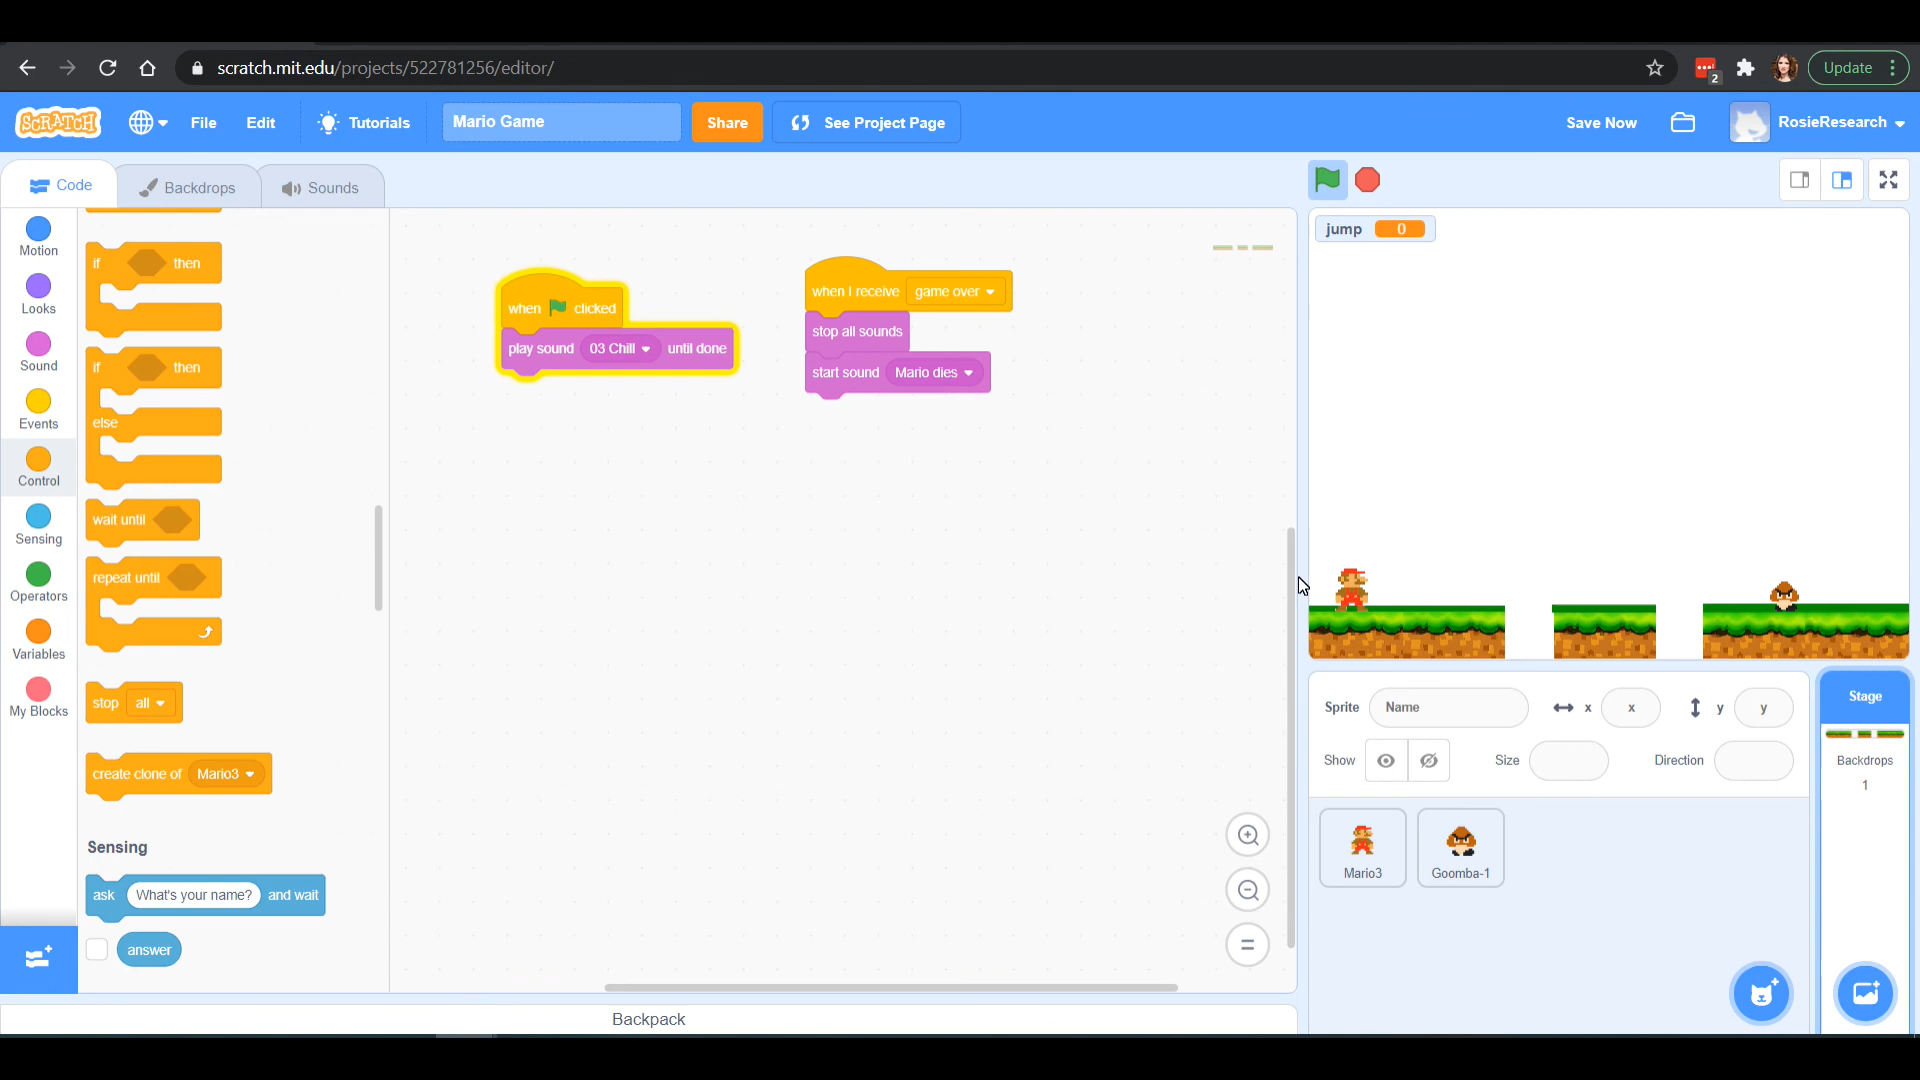 scratch.mit.edu/projects/522781256/editor/
2
Update
SCRATCH
File
Edit
Tutorials
Mario Game
Share
See Project Page
Save Now
RosieResearch
Code
Backdrops
Sounds
Motion
Looks
Sound
Events
Control
Sensing
Operators
Variables
My Blocks
if then
if then
else
wait until
repeat until
stop all
create clone of Mario3
Sensing
ask What's your name? and wait
answer
when clicked
play sound 03 Chill until done
when I receive game over
stop all sounds
start sound Mario dies
Backpack
jump 0
Sprite Name x x y y
Show Size Direction
Mario3
Goomba-1
Stage
Backdrops
1